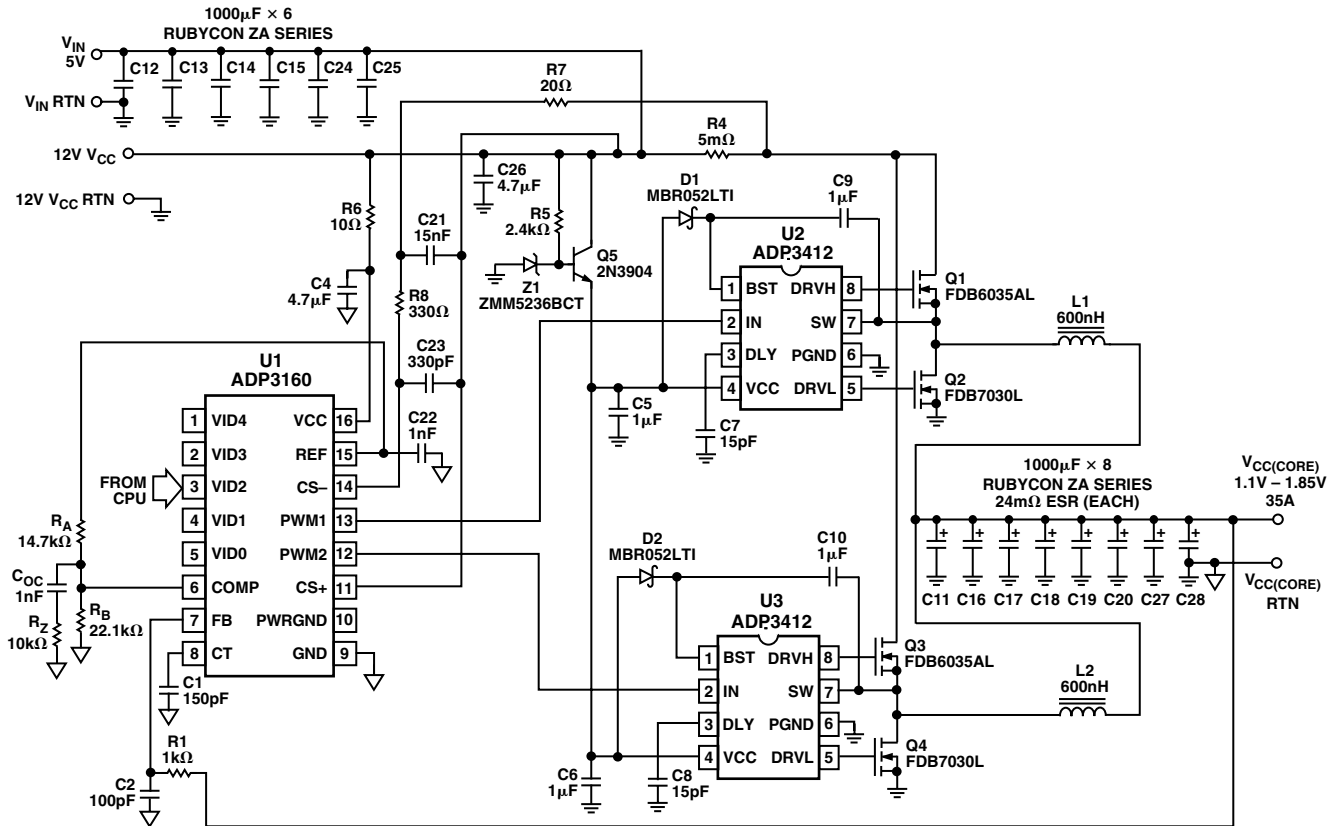 1000μF × 6
RUBYCON ZA SERIES
VIN
5V
C12
C13
C14
C15
C24
C25
VIN RTN
12V VCC
12V VCC RTN
R7
20Ω
R4
5mΩ
C26
4.7μF
R6
10Ω
C21
15nF
R5
2.4kΩ
Q5
2N3904
Z1
ZMM5236BCT
C4
4.7μF
R8
330Ω
C23
330pF
C22
1nF
D1
MBR052LTI
C9
1μF
U2
ADP3412
1 BST DRVH 8
2 IN SW 7
3 DLY PGND 6
4 VCC DRVL 5
Q1
FDB6035AL
Q2
FDB7030L
L1
600nH
C5
1μF
C7
15pF
U1
ADP3160
1 VID4 VCC 16
2 VID3 REF 15
3 VID2 CS– 14
4 VID1 PWM1 13
5 VID0 PWM2 12
6 COMP CS+ 11
7 FB PWRGND 10
8 CT GND 9
FROM
CPU
RA
14.7kΩ
COC
1nF
RZ
10kΩ
RB
22.1kΩ
C1
150pF
R1
1kΩ
C2
100pF
1000μF × 8
RUBYCON ZA SERIES
24mΩ ESR (EACH)
VCC(CORE)
1.1V – 1.85V
35A
+ + + + + + + +
C11 C16 C17 C18 C19 C20 C27 C28
VCC(CORE)
RTN
D2
MBR052LTI
C10
1μF
U3
ADP3412
1 BST DRVH 8
2 IN SW 7
3 DLY PGND 6
4 VCC DRVL 5
Q3
FDB6035AL
Q4
FDB7030L
L2
600nH
C6
1μF
C8
15pF